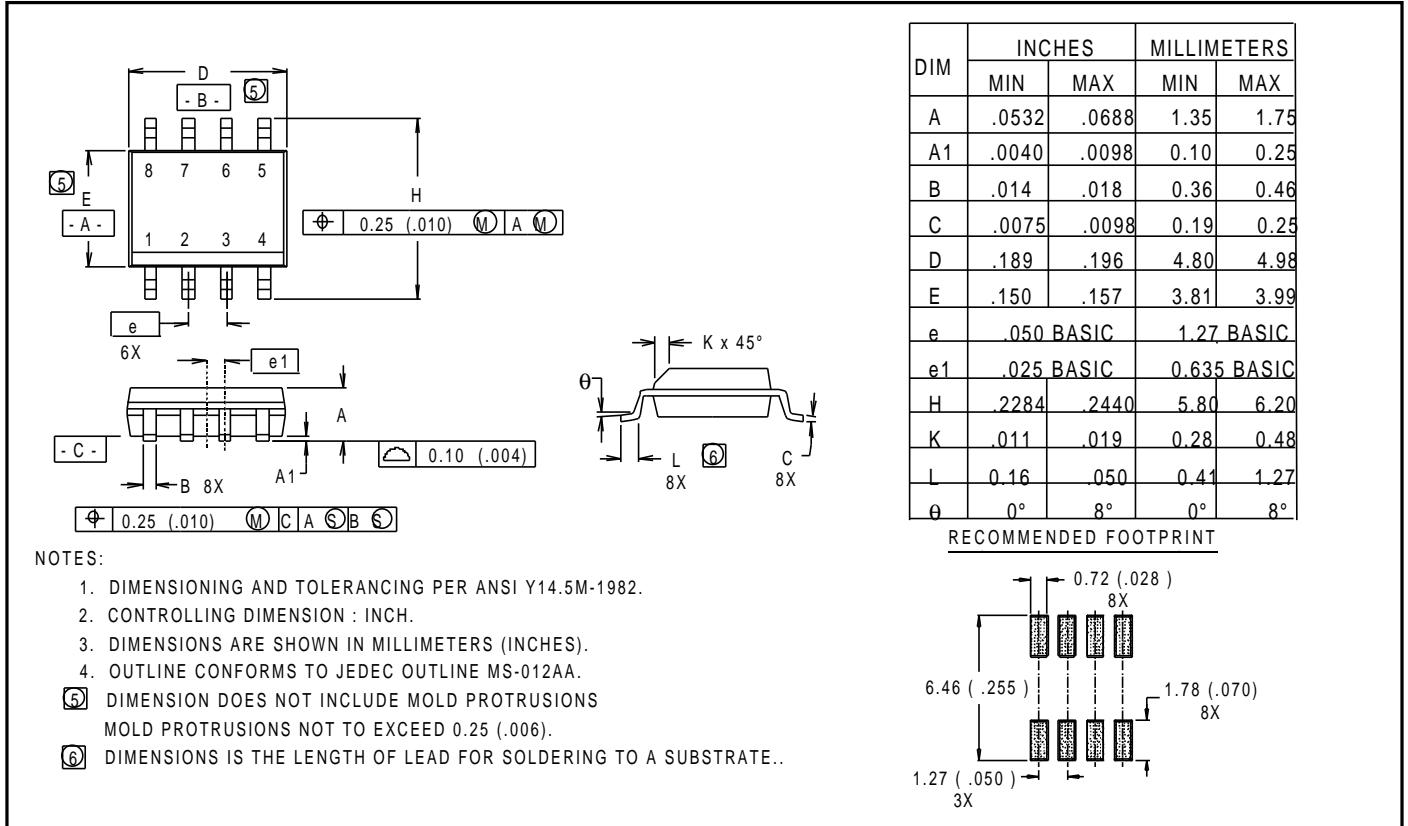 D
- B -
5
8 7 6 5
5
E
- A -
H
⌖ 0.25 (.010) Ⓜ A Ⓜ
1 2 3 4
e
6X
e1
K x 45°
θ
A
- C -
A1
B 8X
⌓ 0.10 (.004)
L
8X
6
C
8X
⌖ 0.25 (.010) Ⓜ C A Ⓢ B Ⓢ
DIM INCHES MILLIMETERS
MIN MAX MIN MAX
A .0532 .0688 1.35 1.75
A1 .0040 .0098 0.10 0.25
B .014 .018 0.36 0.46
C .0075 .0098 0.19 0.25
D .189 .196 4.80 4.98
E .150 .157 3.81 3.99
e .050 BASIC 1.27 BASIC
e1 .025 BASIC 0.635 BASIC
H .2284 .2440 5.80 6.20
K .011 .019 0.28 0.48
L 0.16 .050 0.41 1.27
θ 0° 8° 0° 8°
NOTES:
1. DIMENSIONING AND TOLERANCING PER ANSI Y14.5M-1982.
2. CONTROLLING DIMENSION : INCH.
3. DIMENSIONS ARE SHOWN IN MILLIMETERS (INCHES).
4. OUTLINE CONFORMS TO JEDEC OUTLINE MS-012AA.
5 DIMENSION DOES NOT INCLUDE MOLD PROTRUSIONS
MOLD PROTRUSIONS NOT TO EXCEED 0.25 (.006).
6 DIMENSIONS IS THE LENGTH OF LEAD FOR SOLDERING TO A SUBSTRATE..
RECOMMENDED FOOTPRINT
0.72 (.028 )
8X
6.46 ( .255 )
1.78 (.070)
8X
1.27 ( .050 )
3X